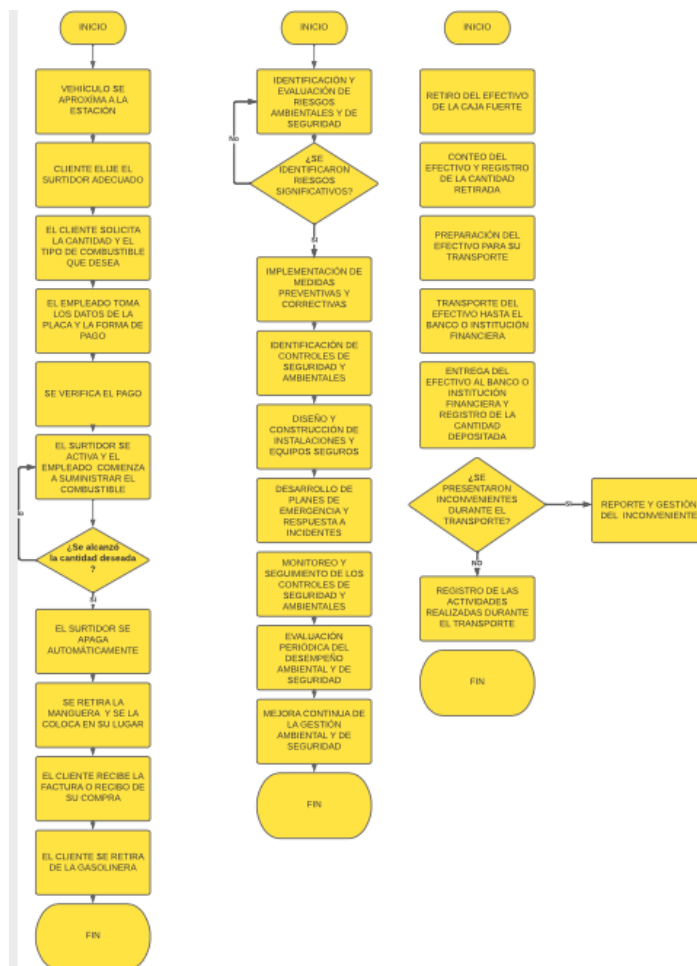 INICIO
VEHÍCULO SE
APROXÍMA A LA
ESTACIÓN
CLIENTE ELIJE EL
SURTIDOR ADECUADO
EL CLIENTE SOLICITA
LA CANTIDAD Y EL
TIPO DE COMBUSTIBLE
QUE DESEA
EL EMPLEADO TOMA
LOS DATOS DE LA
PLACA Y LA FORMA DE
PAGO
SE VERIFICA EL PAGO
EL SURTIDOR SE
ACTIVA Y EL
EMPLEADO COMIENZA
A SUMINISTRAR EL
COMBUSTIBLE
¿Se alcanzó
la cantidad deseada
?
Si
EL SURTIDOR SE
APAGA
AUTOMÁTICAMENTE
SE RETIRA LA
MANGUERA Y SE LA
COLOCA EN SU LUGAR
EL CLIENTE RECIBE LA
FACTURA O RECIBO DE
SU COMPRA
EL CLIENTE SE RETIRA
DE LA GASOLINERA
FIN
INICIO
IDENTIFICACIÓN Y
EVALUACIÓN DE
RIESGOS
AMBIENTALES Y DE
SEGURIDAD
No
¿SE
IDENTIFICARON
RIESGOS
SIGNIFICATIVOS?
SI
IMPLEMENTACIÓN DE
MEDIDAS
PREVENTIVAS Y
CORRECTIVAS
IDENTIFICACIÓN DE
CONTROLES DE
SEGURIDAD Y
AMBIENTALES
DISEÑO Y
CONSTRUCCIÓN DE
INSTALACIONES Y
EQUIPOS SEGUROS
DESARROLLO DE
PLANES DE
EMERGENCIA Y
RESPUESTA A
INCIDENTES
MONITOREO Y
SEGUIMIENTO DE LOS
CONTROLES DE
SEGURIDAD Y
AMBIENTALES
EVALUACIÓN
PERIÓDICA DEL
DESEMPEÑO
AMBIENTAL Y DE
SEGURIDAD
MEJORA CONTINUA DE
LA GESTIÓN
AMBIENTAL Y DE
SEGURIDAD
FIN
INICIO
RETIRO DEL EFECTIVO
DE LA CAJA FUERTE
CONTEO DEL
EFECTIVO Y REGISTRO
DE LA CANTIDAD
RETIRADA
PREPARACIÓN DEL
EFECTIVO PARA SU
TRANSPORTE
TRANSPORTE DEL
EFECTIVO HASTA EL
BANCO O INSTITUCIÓN
FINANCIERA
ENTREGA DEL
EFECTIVO AL BANCO O
INSTITUCIÓN
FINANCIERA Y
REGISTRO DE LA
CANTIDAD
DEPOSITADA
¿SE
PRESENTARON
INCONVENIENTES
DURANTE EL
TRANSPORTE?
SI
REPORTE Y GESTIÓN
DEL INCONVENIENTE
NO
REGISTRO DE LAS
ACTIVIDADES
REALIZADAS DURANTE
EL TRANSPORTE
FIN